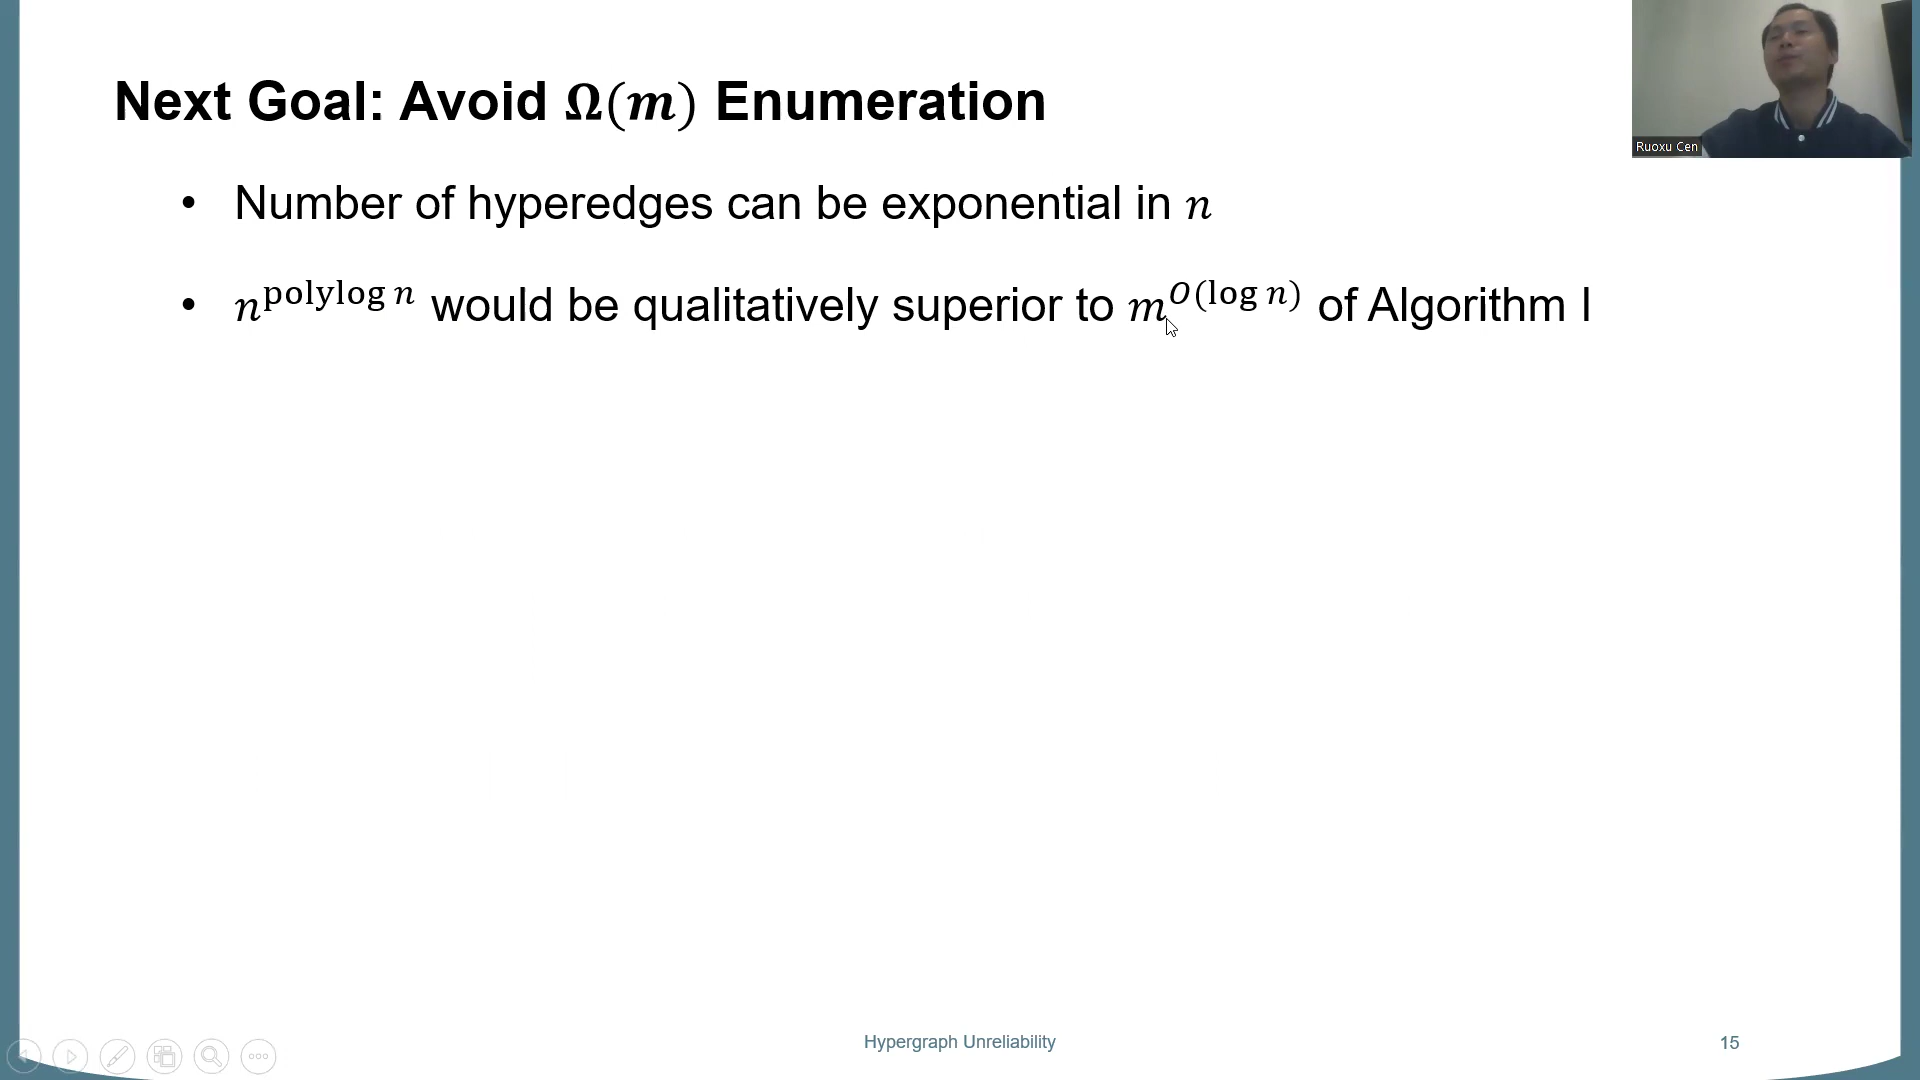 Next Goal: Avoid Ω(m) Enumeration
Ruoxu Cen
• Number of hyperedges can be exponential in n
• n^{polylog n} would be qualitatively superior to m^{O(log n)} of Algorithm I
Hypergraph Unreliability
15